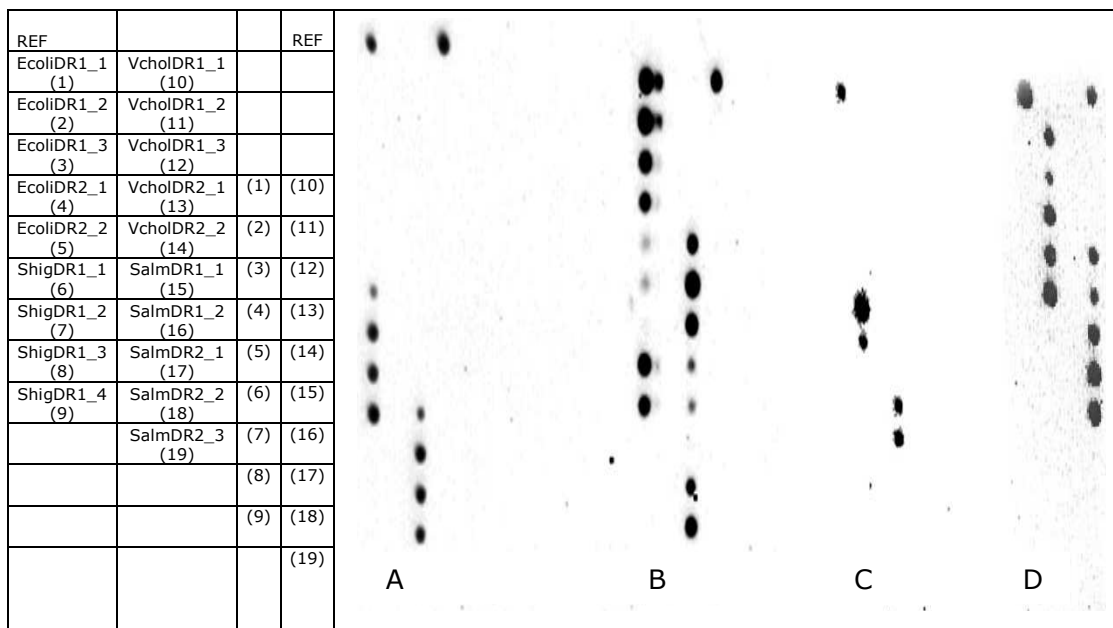 REF REF
EcoliDR1_1 VcholDR1_1
(1) (10)
EcoliDR1_2 VcholDR1_2
(2) (11)
EcoliDR1_3 VcholDR1_3
(3) (12)
EcoliDR2_1 VcholDR2_1 (1) (10)
(4) (13)
EcoliDR2_2 VcholDR2_2 (2) (11)
(5) (14)
ShigDR1_1 SalmDR1_1 (3) (12)
(6) (15)
ShigDR1_2 SalmDR1_2 (4) (13)
(7) (16)
ShigDR1_3 SalmDR2_1 (5) (14)
(8) (17)
ShigDR1_4 SalmDR2_2 (6) (15)
(9) (18)
SalmDR2_3 (7) (16)
(19)
(8) (17)
(9) (18)
(19)
A B C D